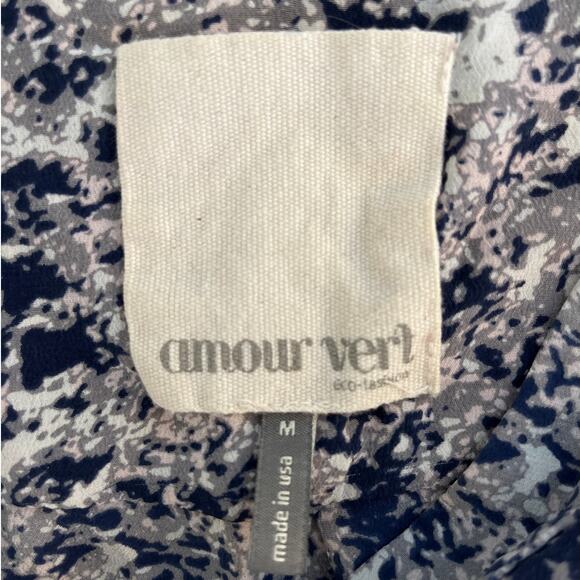 amour vert
eco-fashion
M
made in usa